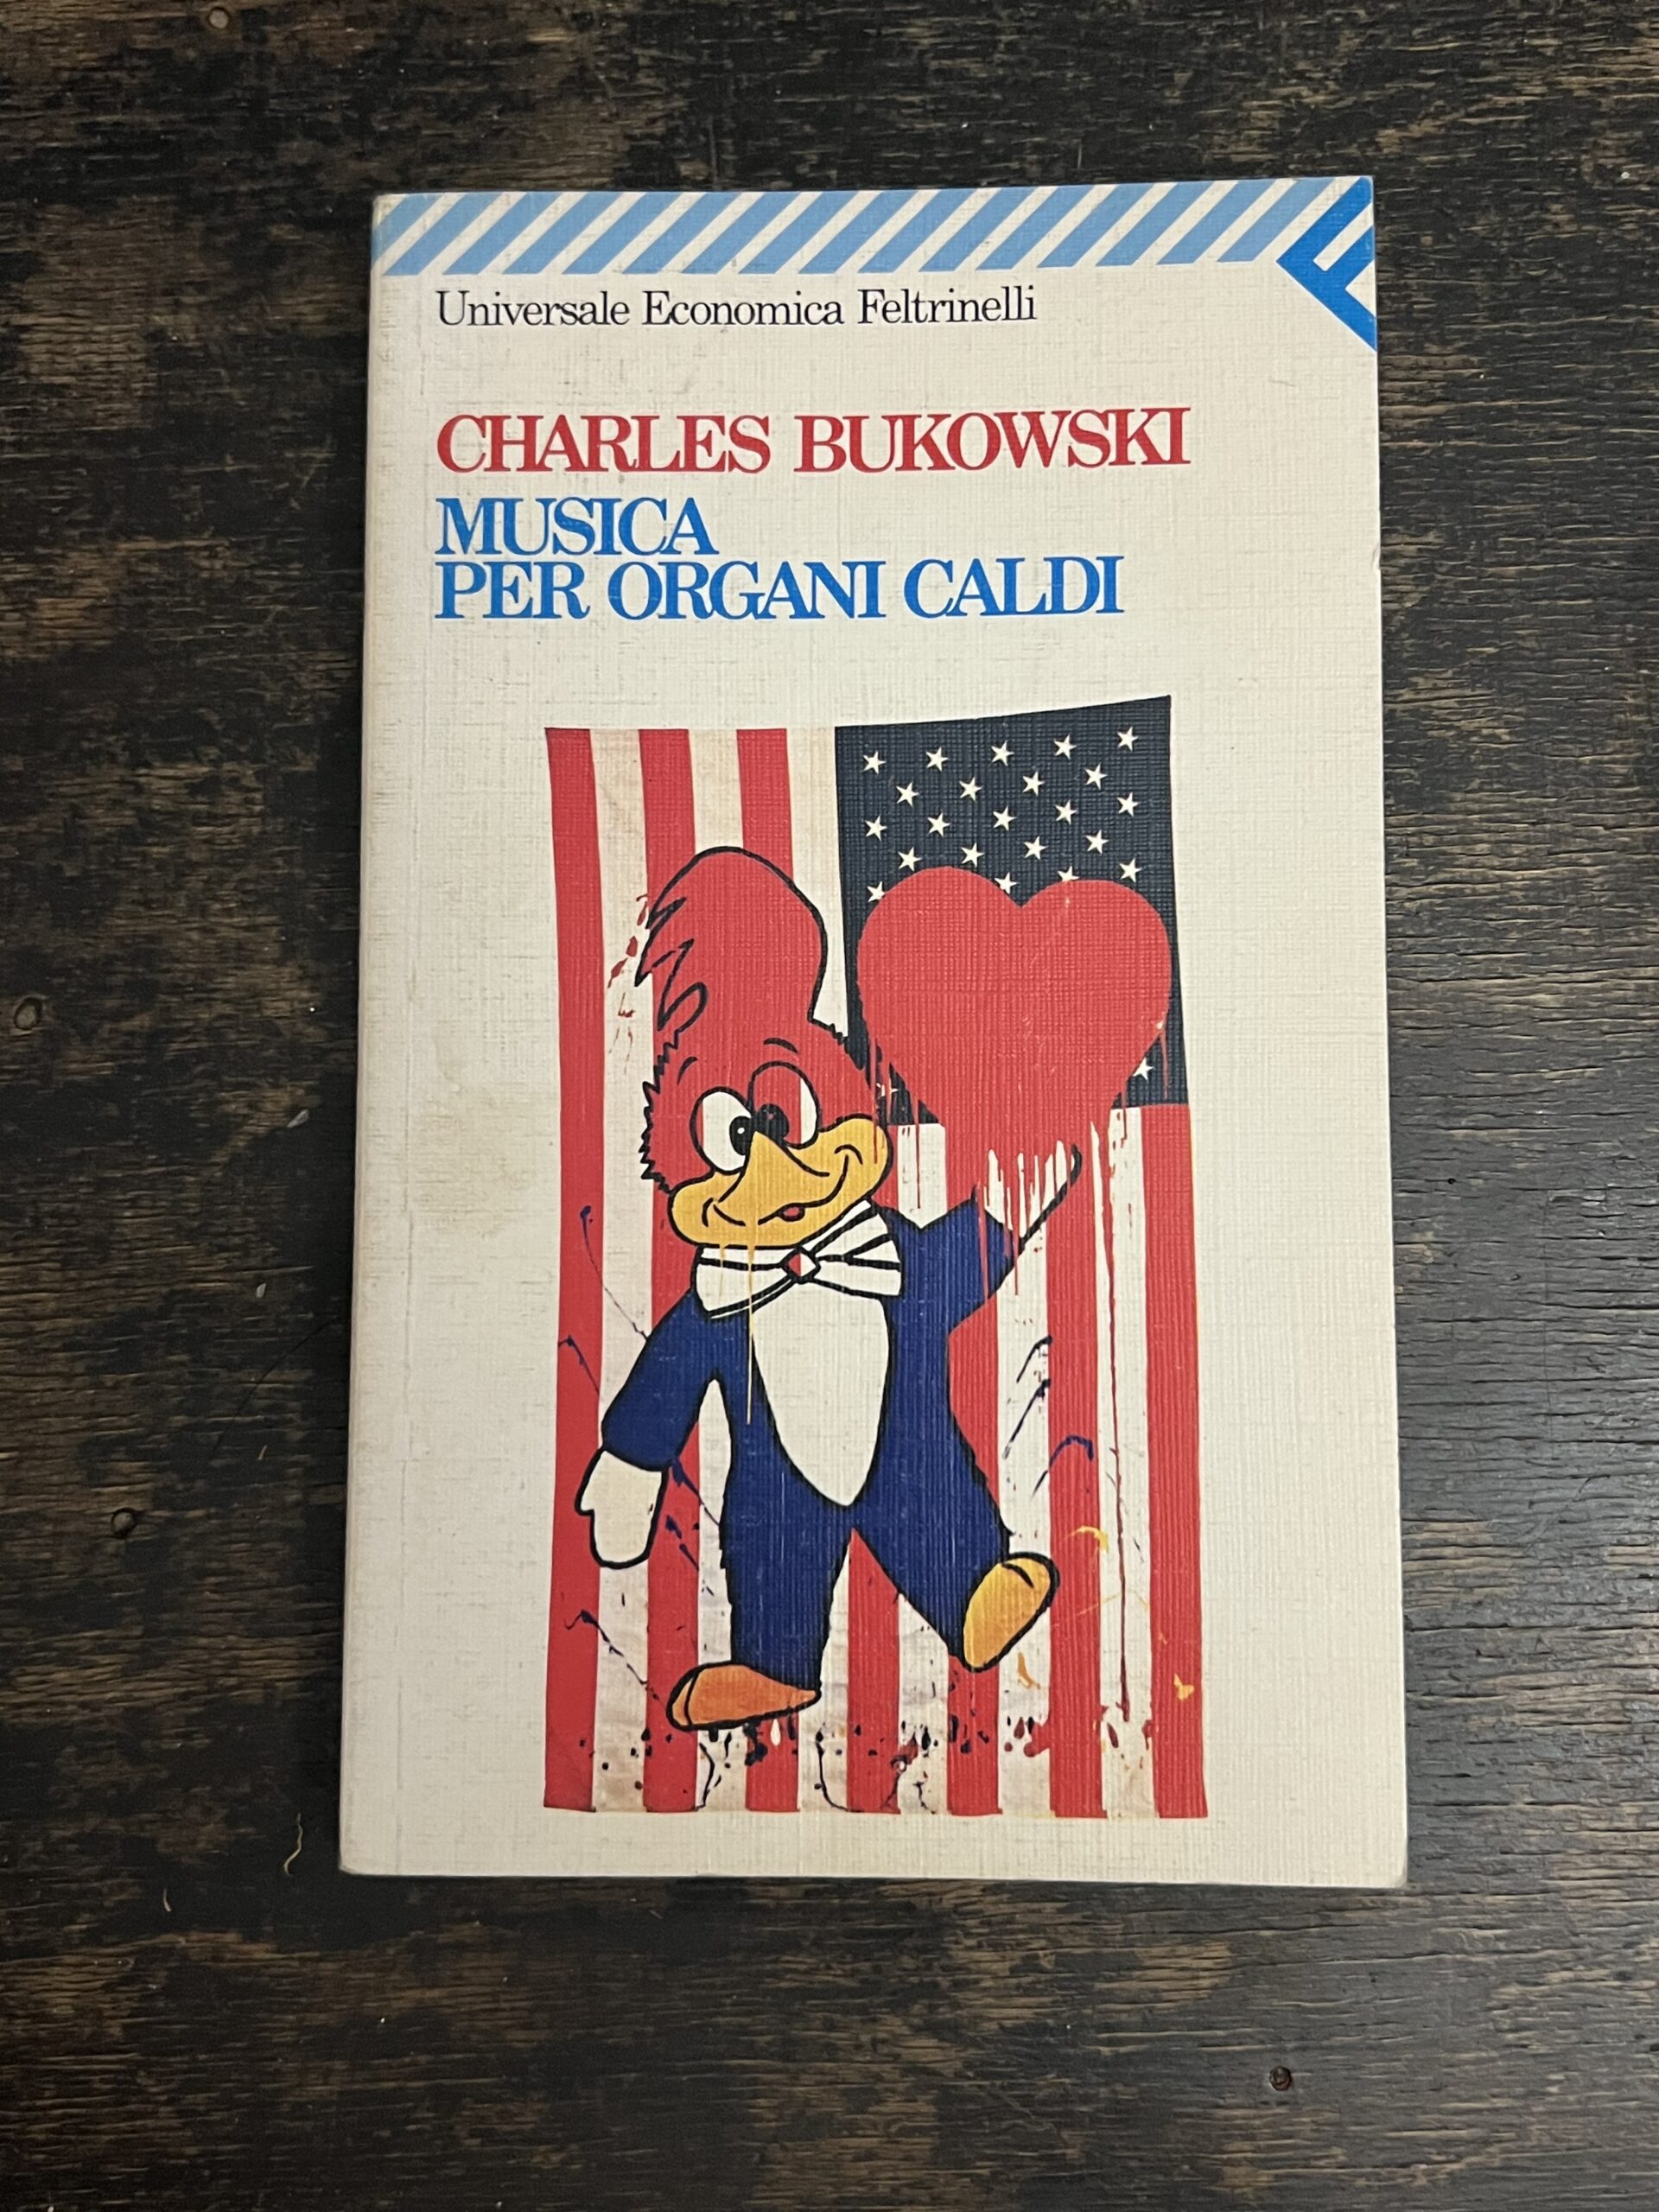 Universale Economica Feltrinelli
CHARLES BUKOWSKI
MUSICA
PER ORGANI CALDI